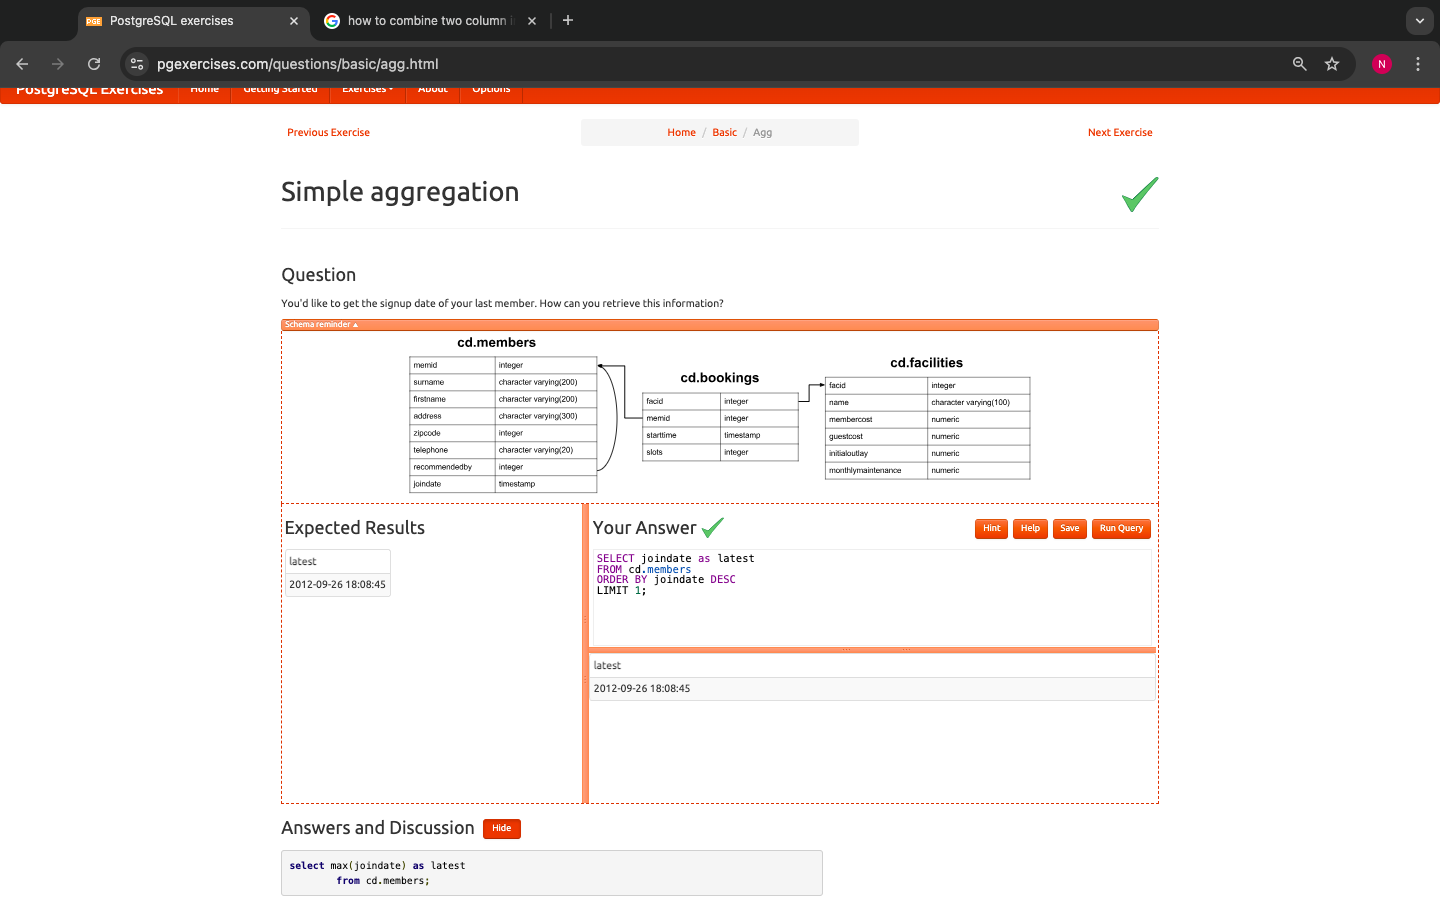 PostgreSQL exercises
how to combine two column i
pgexercises.com/questions/basic/agg.html
N
PostgreSQL Exercises Home Getting Started Exercises About Options
Previous Exercise
Home / Basic / Agg
Next Exercise
Simple aggregation
Question
You'd like to get the signup date of your last member. How can you retrieve this information?
Schema reminder
cd.members
memid integer
surname character varying(200)
firstname character varying(200)
address character varying(300)
zipcode integer
telephone character varying(20)
recommendedby integer
joindate timestamp
cd.bookings
facid integer
memid integer
starttime timestamp
slots integer
cd.facilities
facid integer
name character varying(100)
membercost numeric
guestcost numeric
initialoutlay numeric
monthlymaintenance numeric
Expected Results
latest
2012-09-26 18:08:45
Your Answer
Hint Help Save Run Query
SELECT joindate as latest
FROM cd.members
ORDER BY joindate DESC
LIMIT 1;
latest
2012-09-26 18:08:45
Answers and Discussion Hide
select max(joindate) as latest
from cd.members;